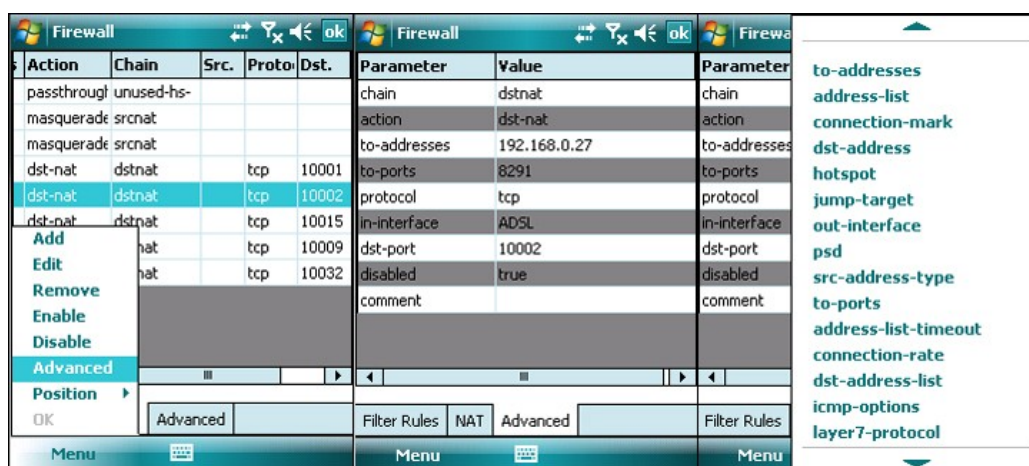 Firewall ok
s Action Chain Src. Proto Dst.
passthrough unused-hs-
masquerade srcnat
masquerade srcnat
dst-nat dstnat tcp 10001
dst-nat dstnat tcp 10002
dst-nat dstnat tcp 10015
nat tcp 10009
nat tcp 10032
Add
Edit
Remove
Enable
Disable
Advanced
Position
OK
Advanced
Menu
Firewall ok
Parameter Value
chain dstnat
action dst-nat
to-addresses 192.168.0.27
to-ports 8291
protocol tcp
in-interface ADSL
dst-port 10002
disabled true
comment
Filter Rules NAT Advanced
Menu
Firewa
Parameter
chain
action
to-addresses
to-ports
protocol
in-interface
dst-port
disabled
comment
Filter Rules
Menu
to-addresses
address-list
connection-mark
dst-address
hotspot
jump-target
out-interface
psd
src-address-type
to-ports
address-list-timeout
connection-rate
dst-address-list
icmp-options
layer7-protocol